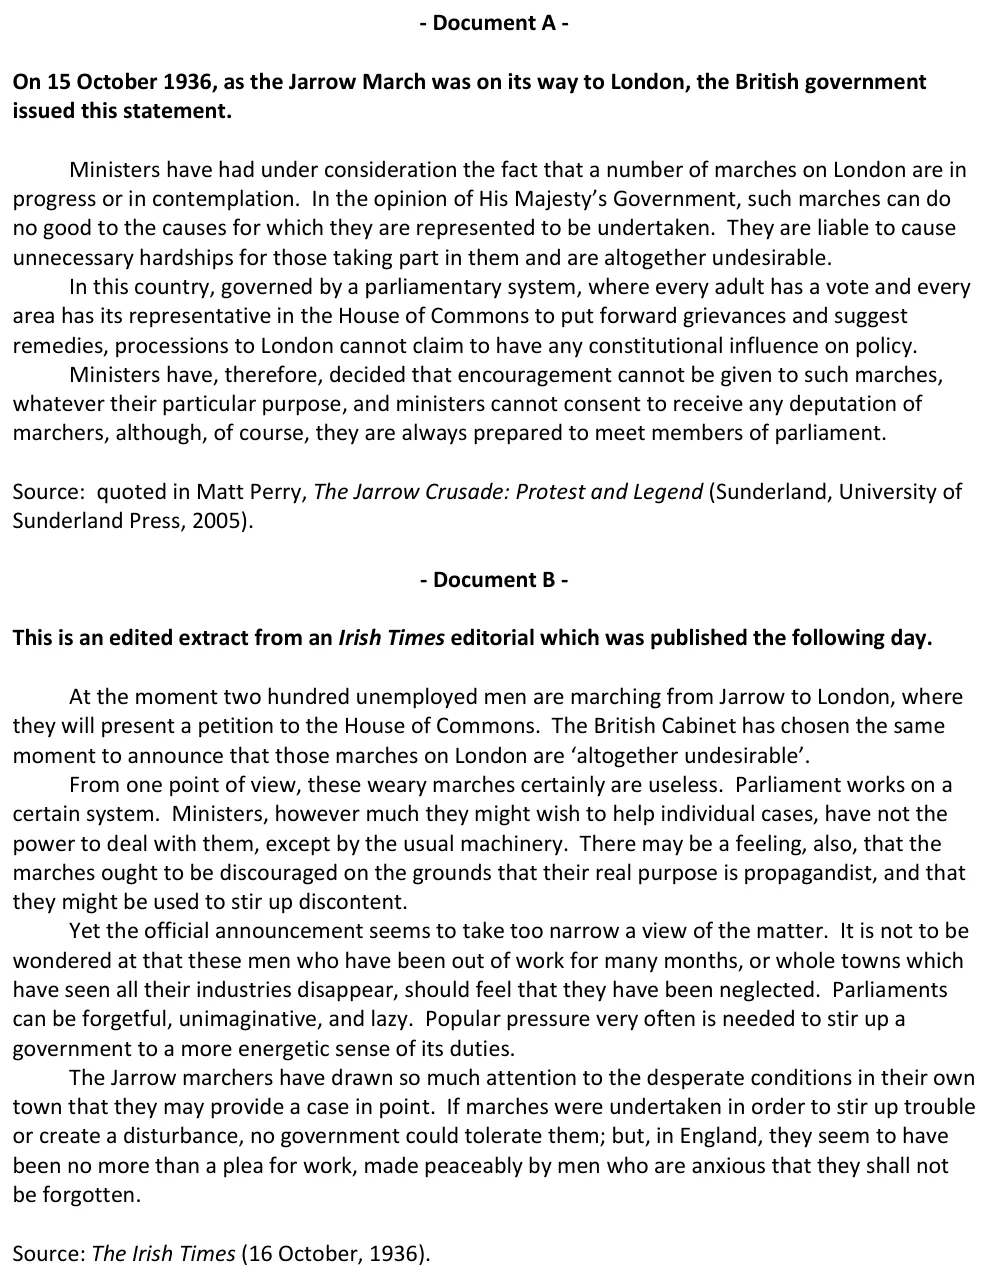 - Document A -
On 15 October 1936, as the Jarrow March was on its way to London, the British government
issued this statement.
Ministers have had under consideration the fact that a number of marches on London are in
progress or in contemplation.  In the opinion of His Majesty’s Government, such marches can do
no good to the causes for which they are represented to be undertaken.  They are liable to cause
unnecessary hardships for those taking part in them and are altogether undesirable.
In this country, governed by a parliamentary system, where every adult has a vote and every
area has its representative in the House of Commons to put forward grievances and suggest
remedies, processions to London cannot claim to have any constitutional influence on policy.
Ministers have, therefore, decided that encouragement cannot be given to such marches,
whatever their particular purpose, and ministers cannot consent to receive any deputation of
marchers, although, of course, they are always prepared to meet members of parliament.
Source:  quoted in Matt Perry, The Jarrow Crusade: Protest and Legend (Sunderland, University of
Sunderland Press, 2005).
- Document B -
This is an edited extract from an Irish Times editorial which was published the following day.
At the moment two hundred unemployed men are marching from Jarrow to London, where
they will present a petition to the House of Commons.  The British Cabinet has chosen the same
moment to announce that those marches on London are ‘altogether undesirable’.
From one point of view, these weary marches certainly are useless.  Parliament works on a
certain system.  Ministers, however much they might wish to help individual cases, have not the
power to deal with them, except by the usual machinery.  There may be a feeling, also, that the
marches ought to be discouraged on the grounds that their real purpose is propagandist, and that
they might be used to stir up discontent.
Yet the official announcement seems to take too narrow a view of the matter.  It is not to be
wondered at that these men who have been out of work for many months, or whole towns which
have seen all their industries disappear, should feel that they have been neglected.  Parliaments
can be forgetful, unimaginative, and lazy.  Popular pressure very often is needed to stir up a
government to a more energetic sense of its duties.
The Jarrow marchers have drawn so much attention to the desperate conditions in their own
town that they may provide a case in point.  If marches were undertaken in order to stir up trouble
or create a disturbance, no government could tolerate them; but, in England, they seem to have
been no more than a plea for work, made peaceably by men who are anxious that they shall not
be forgotten.
Source: The Irish Times (16 October, 1936).